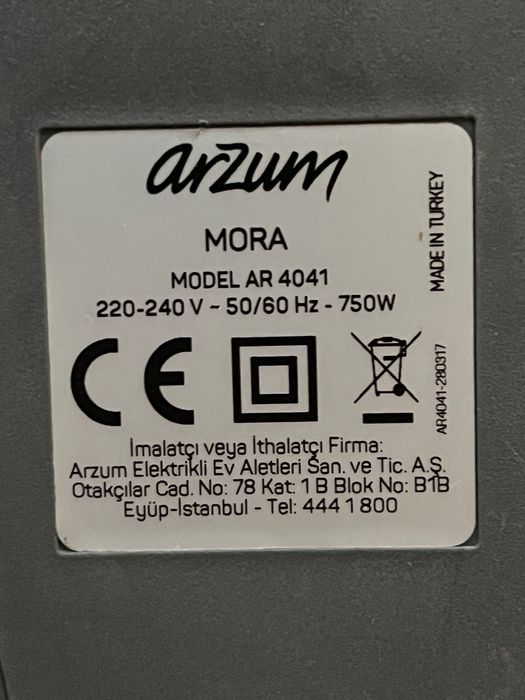 arzum
MORA
MODEL AR 4041
220-240 V ~ 50/60 Hz - 750W
MADE IN TURKEY
CE
AR4041-280317
İmalatçı veya İthalatçı Firma:
Arzum Elektrikli Ev Aletleri San. ve Tic. A.Ş.
Otakçılar Cad. No: 78 Kat: 1 B Blok No: B1B
Eyüp-İstanbul - Tel: 444 1 800